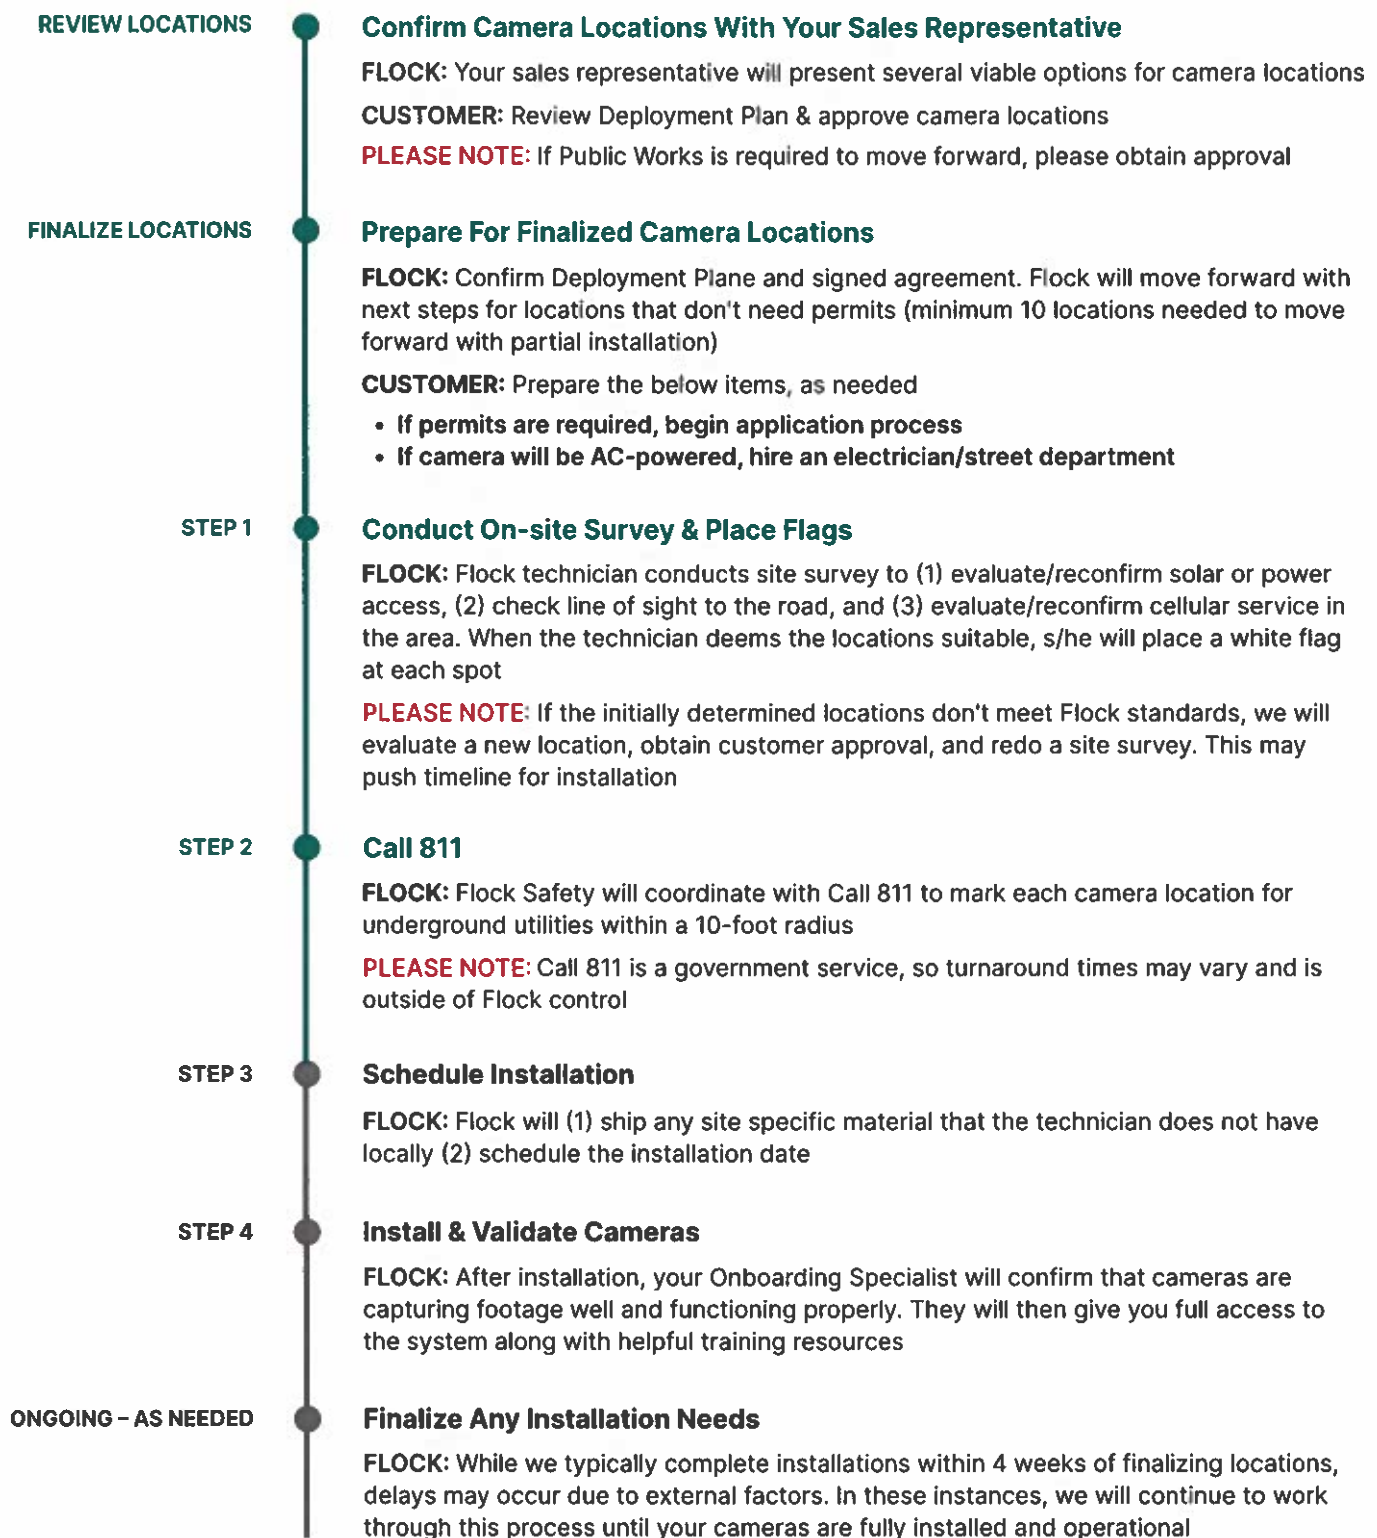 REVIEW LOCATIONS
Confirm Camera Locations With Your Sales Representative
FLOCK: Your sales representative will present several viable options for camera locations
CUSTOMER: Review Deployment Plan & approve camera locations
PLEASE NOTE: If Public Works is required to move forward, please obtain approval
FINALIZE LOCATIONS
Prepare For Finalized Camera Locations
FLOCK: Confirm Deployment Plane and signed agreement. Flock will move forward with
next steps for locations that don't need permits (minimum 10 locations needed to move
forward with partial installation)
CUSTOMER: Prepare the below items, as needed
• If permits are required, begin application process
• If camera will be AC-powered, hire an electrician/street department
STEP 1
Conduct On-site Survey & Place Flags
FLOCK: Flock technician conducts site survey to (1) evaluate/reconfirm solar or power
access, (2) check line of sight to the road, and (3) evaluate/reconfirm cellular service in
the area. When the technician deems the locations suitable, s/he will place a white flag
at each spot
PLEASE NOTE: If the initially determined locations don't meet Flock standards, we will
evaluate a new location, obtain customer approval, and redo a site survey. This may
push timeline for installation
STEP 2
Call 811
FLOCK: Flock Safety will coordinate with Call 811 to mark each camera location for
underground utilities within a 10-foot radius
PLEASE NOTE: Call 811 is a government service, so turnaround times may vary and is
outside of Flock control
STEP 3
Schedule Installation
FLOCK: Flock will (1) ship any site specific material that the technician does not have
locally (2) schedule the installation date
STEP 4
Install & Validate Cameras
FLOCK: After installation, your Onboarding Specialist will confirm that cameras are
capturing footage well and functioning properly. They will then give you full access to
the system along with helpful training resources
ONGOING – AS NEEDED
Finalize Any Installation Needs
FLOCK: While we typically complete installations within 4 weeks of finalizing locations,
delays may occur due to external factors. In these instances, we will continue to work
through this process until your cameras are fully installed and operational